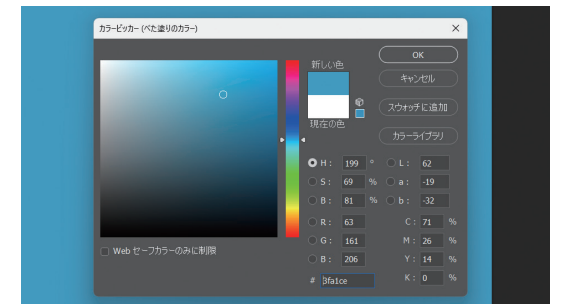 カラーピッカー (べた塗りのカラー)
新しい色
現在の色
OK
キャンセル
スウォッチに追加
カラーライブラリ
H : 199 °
L : 62
S : 69 %
a : -19
B : 81 %
b : -32
R : 63
C : 71 %
G : 161
M : 26 %
B : 206
Y : 14 %
# 3fa1ce
K : 0 %
Web セーフカラーのみに制限